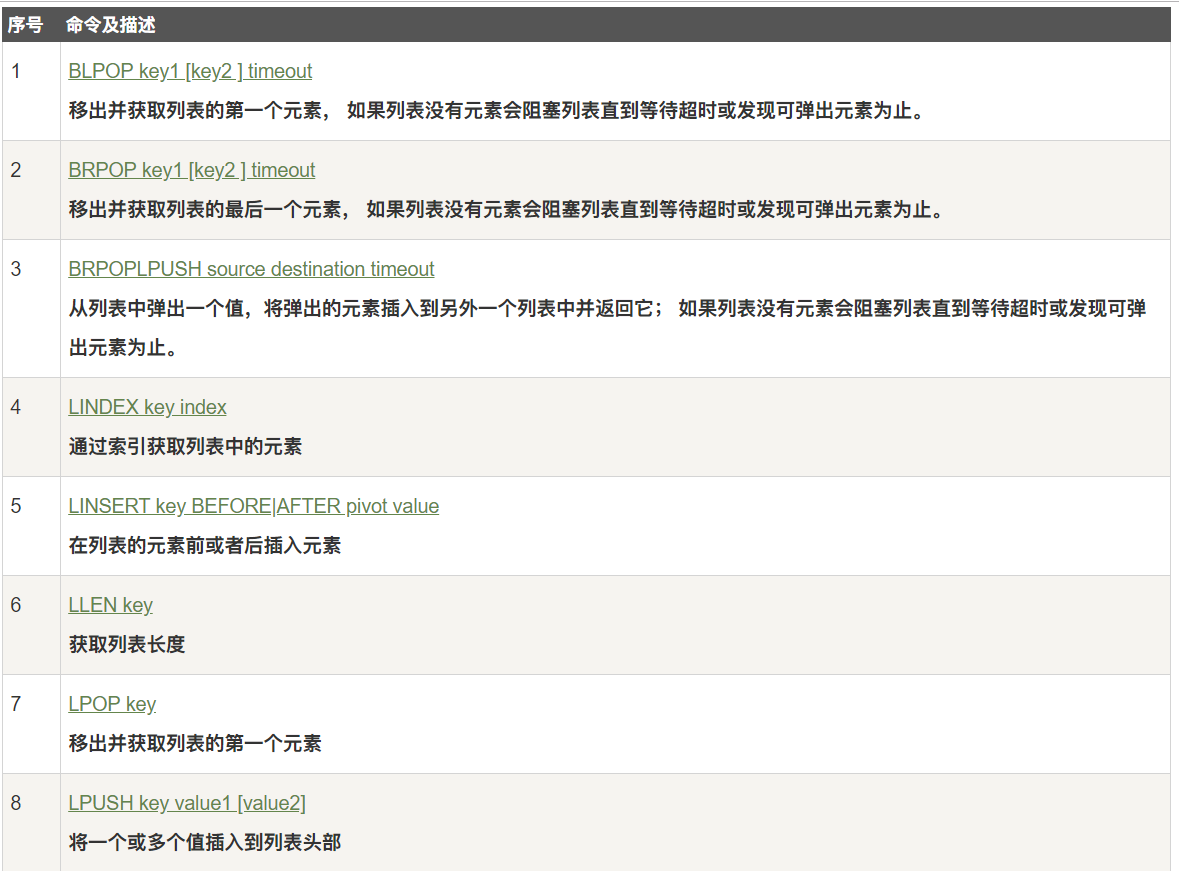 序号 命令及描述
1 BLPOP key1 [key2 ] timeout
移出并获取列表的第一个元素， 如果列表没有元素会阻塞列表直到等待超时或发现可弹出元素为止。
2 BRPOP key1 [key2 ] timeout
移出并获取列表的最后一个元素， 如果列表没有元素会阻塞列表直到等待超时或发现可弹出元素为止。
3 BRPOPLPUSH source destination timeout
从列表中弹出一个值，将弹出的元素插入到另外一个列表中并返回它； 如果列表没有元素会阻塞列表直到等待超时或发现可弹
出元素为止。
4 LINDEX key index
通过索引获取列表中的元素
5 LINSERT key BEFORE|AFTER pivot value
在列表的元素前或者后插入元素
6 LLEN key
获取列表长度
7 LPOP key
移出并获取列表的第一个元素
8 LPUSH key value1 [value2]
将一个或多个值插入到列表头部